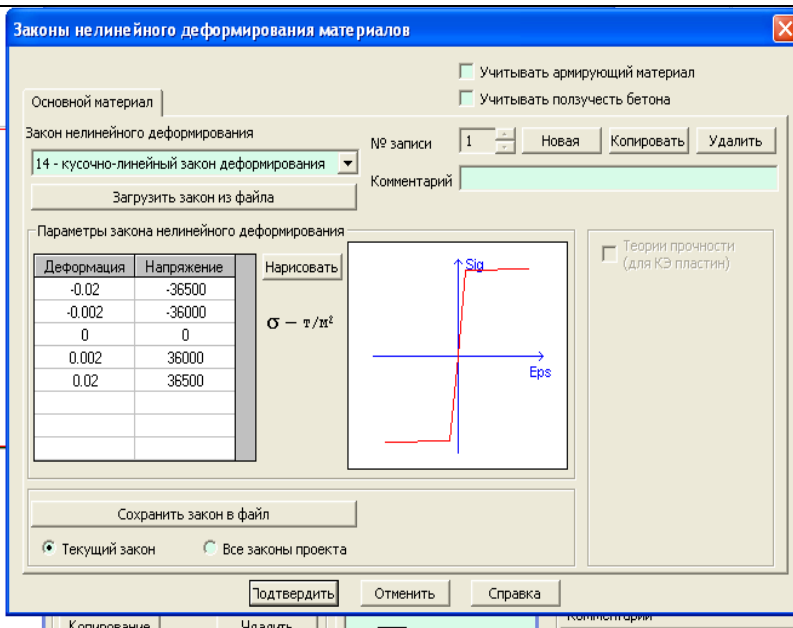 Законы нелинейного деформирования материалов
Учитывать армирующий материал
Учитывать ползучесть бетона
Основной материал
Закон нелинейного деформирования
14 - кусочно-линейный закон деформирования
Загрузить закон из файла
№ записи 1 Новая Копировать Удалить
Комментарий
Параметры закона нелинейного деформирования
Деформация Напряжение
-0.02 -36500
-0.002 -36000
0 0
0.002 36000
0.02 36500
Нарисовать
σ - т/м²
Sig
Eps
Теории прочности
(для КЭ пластин)
Сохранить закон в файл
Текущий закон Все законы проекта
Подтвердить Отменить Справка
Копирование Удалить Комментарий